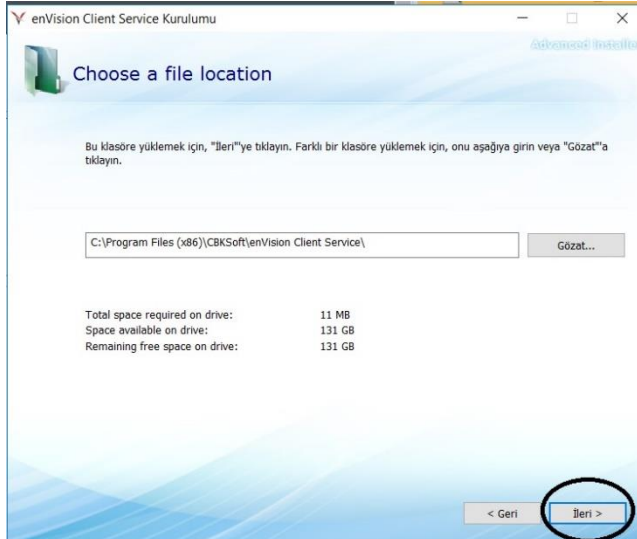 enVision Client Service Kurulumu
Advanced Installer
Choose a file location
Bu klasöre yüklemek için, "İleri"'ye tıklayın. Farklı bir klasöre yüklemek için, onu aşağıya girin veya "Gözat"'a
tıklayın.
C:\Program Files (x86)\CBKSoft\enVision Client Service\
Gözat...
Total space required on drive: 11 MB
Space available on drive: 131 GB
Remaining free space on drive: 131 GB
< Geri
İleri >